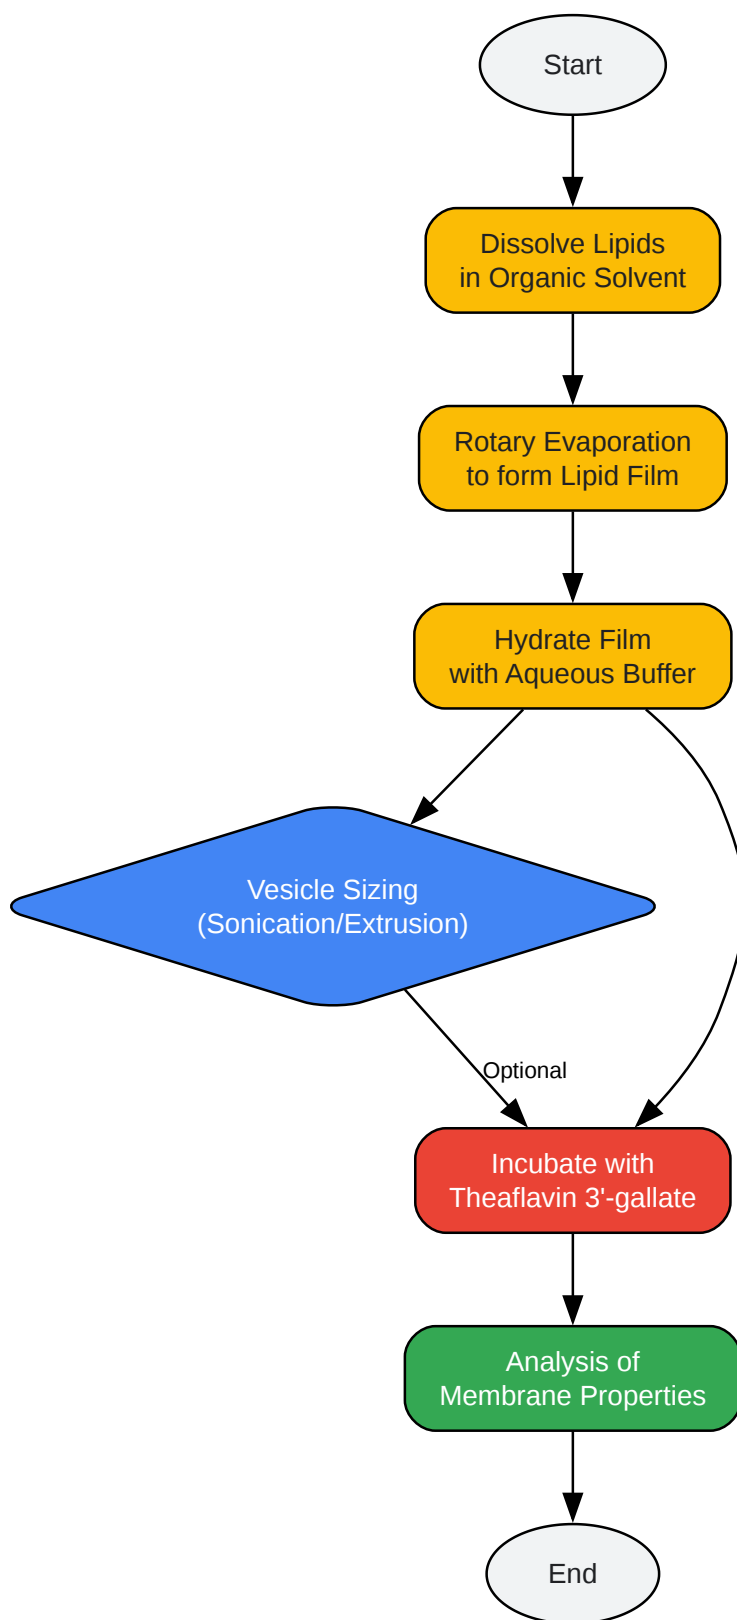 Start
Dissolve Lipids
in Organic Solvent
Rotary Evaporation
to form Lipid Film
Hydrate Film
with Aqueous Buffer
Vesicle Sizing
(Sonication/Extrusion)
Optional
Incubate with
Theaflavin 3'-gallate
Analysis of
Membrane Properties
End